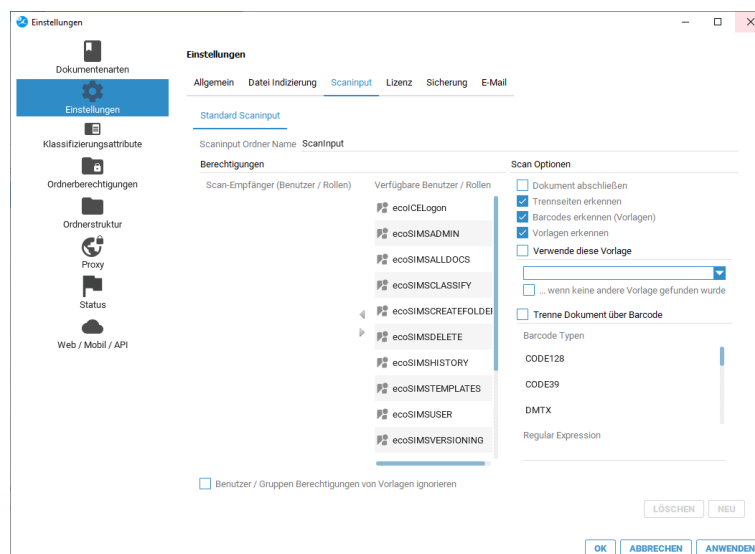 Einstellungen
Dokumentenarten
Einstellungen
Klassifizierungsattribute
Ordnerberechtigungen
Ordnerstruktur
Proxy
Status
Web / Mobil / API
Einstellungen
Allgemein Datei Indizierung Scaninput Lizenz Sicherung E-Mail
Standard Scaninput
Scaninput Ordner Name ScanInput
Berechtigungen
Scan-Empfänger (Benutzer / Rollen) Verfügbare Benutzer / Rollen
ecoICELogon
ecoSIMSADMIN
ecoSIMSALLDOCS
ecoSIMSCLASSIFY
ecoSIMSCREATEFOLDER
ecoSIMSDELETE
ecoSIMSHISTORY
ecoSIMSTEMPLATES
ecoSIMSUSER
ecoSIMSVERSIONING
Benutzer / Gruppen Berechtigungen von Vorlagen ignorieren
Scan Optionen
Dokument abschließen
Trennseiten erkennen
Barcodes erkennen (Vorlagen)
Vorlagen erkennen
Verwende diese Vorlage
... wenn keine andere Vorlage gefunden wurde
Trenne Dokument über Barcode
Barcode Typen
CODE128
CODE39
DMTX
Regular Expression
LÖSCHEN NEU
OK ABBRECHEN ANWENDEN